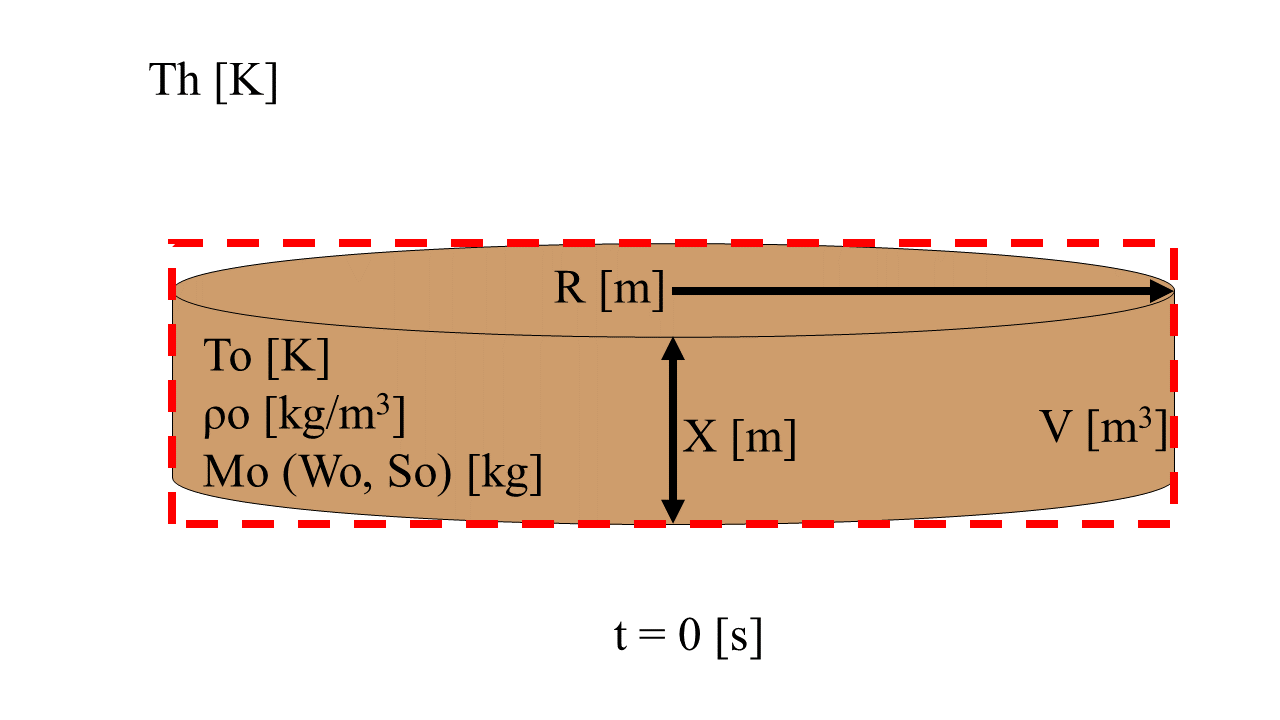 Th [K]
R [m]
To [K]
ρo [kg/m³]
Mo (Wo, So) [kg]
X [m]
V [m³]
t = 0 [s]